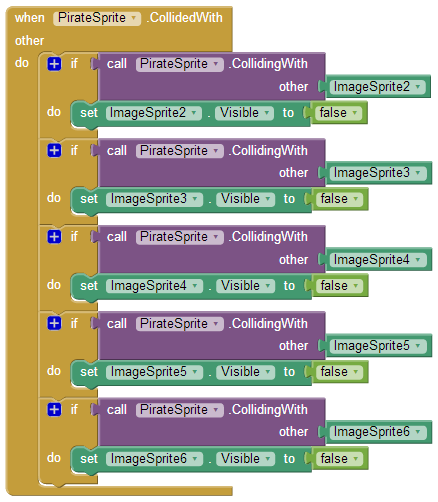 when PirateSprite .CollidedWith
other
do if call PirateSprite .CollidingWith
other ImageSprite2
do set ImageSprite2 . Visible to false
if call PirateSprite .CollidingWith
other ImageSprite3
do set ImageSprite3 . Visible to false
if call PirateSprite .CollidingWith
other ImageSprite4
do set ImageSprite4 . Visible to false
if call PirateSprite .CollidingWith
other ImageSprite5
do set ImageSprite5 . Visible to false
if call PirateSprite .CollidingWith
other ImageSprite6
do set ImageSprite6 . Visible to false